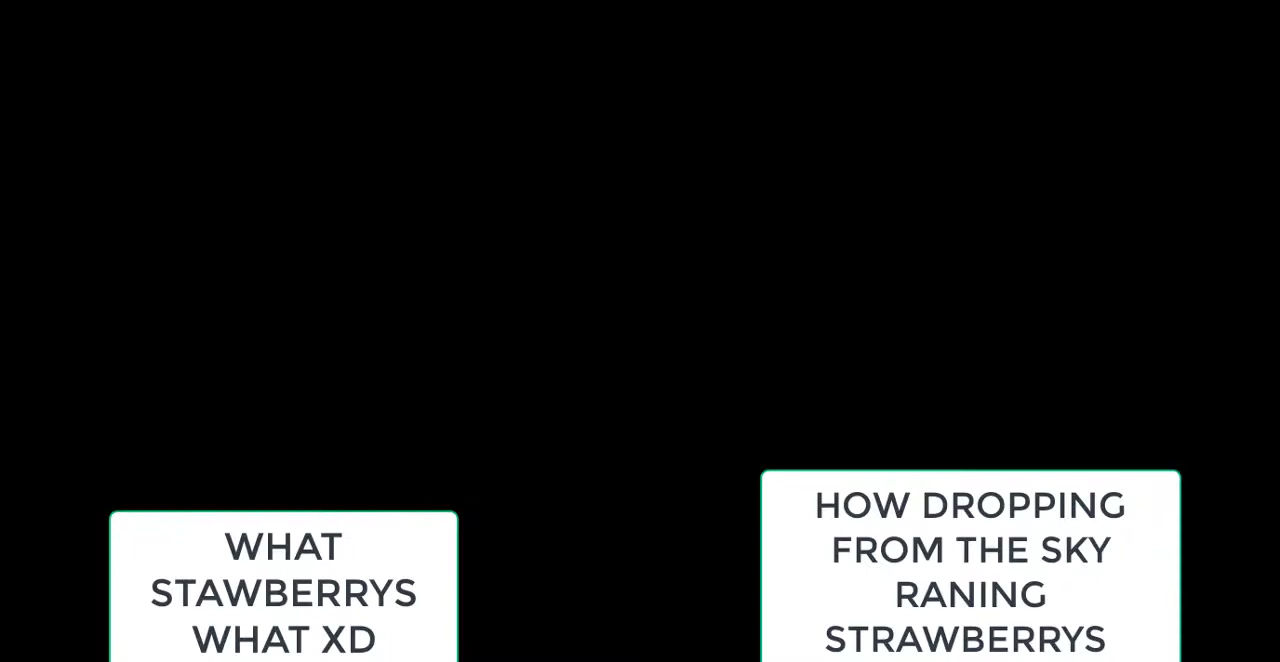 WHAT
STAWBERRYS
WHAT XD
HOW DROPPING
FROM THE SKY
RANING
STRAWBERRYS